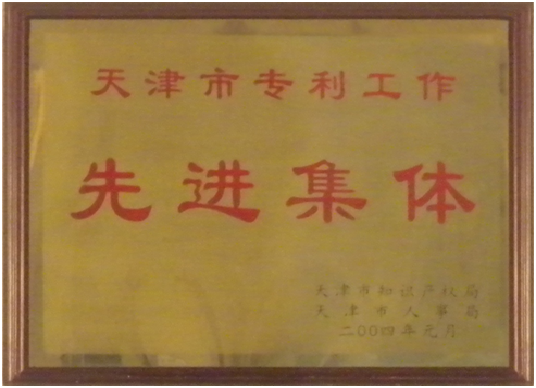 天津市专利工作
先进集体
天津市知识产权局
天津市人事局
二00四年元月